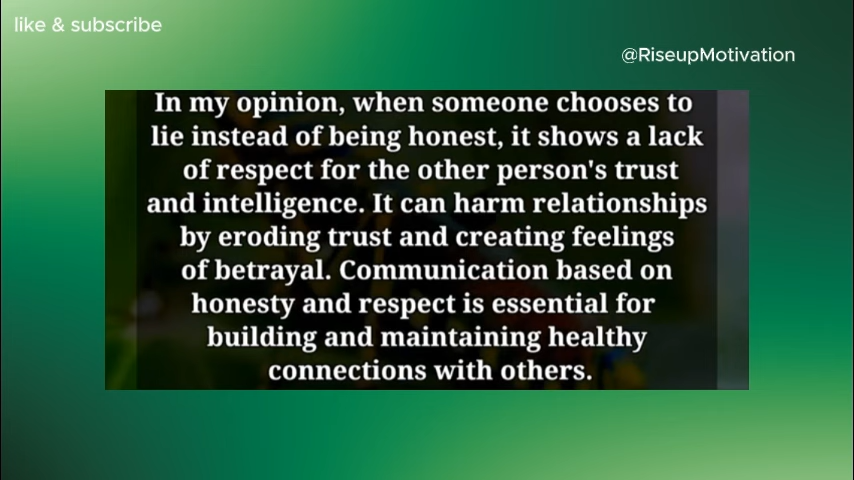 like & subscribe
@RiseupMotivation
In my opinion, when someone chooses to
lie instead of being honest, it shows a lack
of respect for the other person's trust
and intelligence. It can harm relationships
by eroding trust and creating feelings
of betrayal. Communication based on
honesty and respect is essential for
building and maintaining healthy
connections with others.